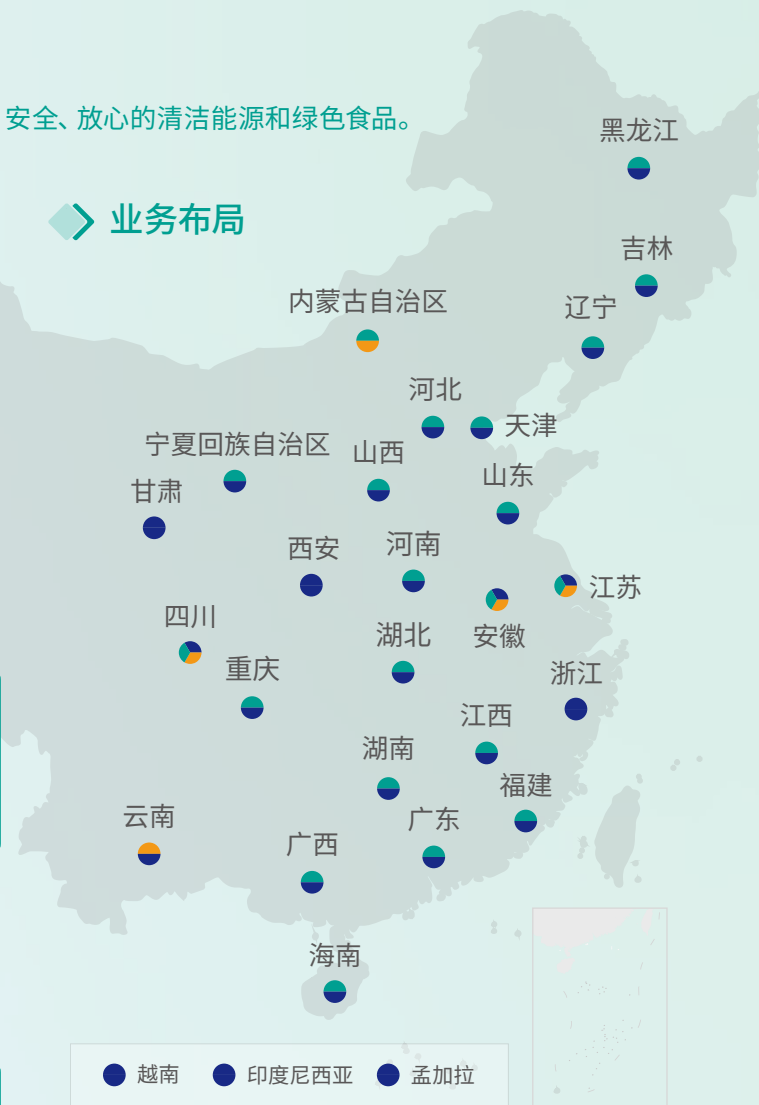 安全、放心的清洁能源和绿色食品。
业务布局
黑龙江
吉林
辽宁
内蒙古自治区
河北
天津
宁夏回族自治区
山西
山东
甘肃
西安
河南
江苏
四川
安徽
湖北
重庆
浙江
江西
湖南
福建
云南
广东
广西
海南
越南 印度尼西亚 孟加拉